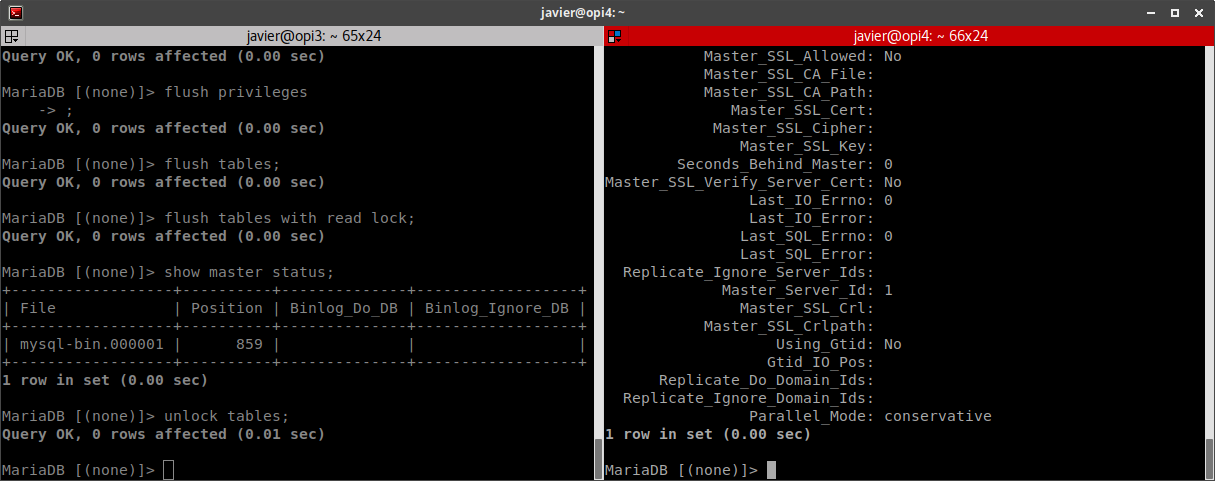 javier@opi4: ~
javier@opi3: ~ 65x24
Query OK, 0 rows affected (0.00 sec)
MariaDB [(none)]> flush privileges
    -> ;
Query OK, 0 rows affected (0.00 sec)
MariaDB [(none)]> flush tables;
Query OK, 0 rows affected (0.00 sec)
MariaDB [(none)]> flush tables with read lock;
Query OK, 0 rows affected (0.00 sec)
MariaDB [(none)]> show master status;
+------------------+----------+--------------+------------------+
| File             | Position | Binlog_Do_DB | Binlog_Ignore_DB |
+------------------+----------+--------------+------------------+
| mysql-bin.000001 |      859 |              |                  |
+------------------+----------+--------------+------------------+
1 row in set (0.00 sec)
MariaDB [(none)]> unlock tables;
Query OK, 0 rows affected (0.01 sec)
MariaDB [(none)]>
javier@opi4: ~ 66x24
Master_SSL_Allowed: No
Master_SSL_CA_File:
Master_SSL_CA_Path:
Master_SSL_Cert:
Master_SSL_Cipher:
Master_SSL_Key:
Seconds_Behind_Master: 0
Master_SSL_Verify_Server_Cert: No
Last_IO_Errno: 0
Last_IO_Error:
Last_SQL_Errno: 0
Last_SQL_Error:
Replicate_Ignore_Server_Ids:
Master_Server_Id: 1
Master_SSL_Crl:
Master_SSL_Crlpath:
Using_Gtid: No
Gtid_IO_Pos:
Replicate_Do_Domain_Ids:
Replicate_Ignore_Domain_Ids:
Parallel_Mode: conservative
1 row in set (0.00 sec)
MariaDB [(none)]>